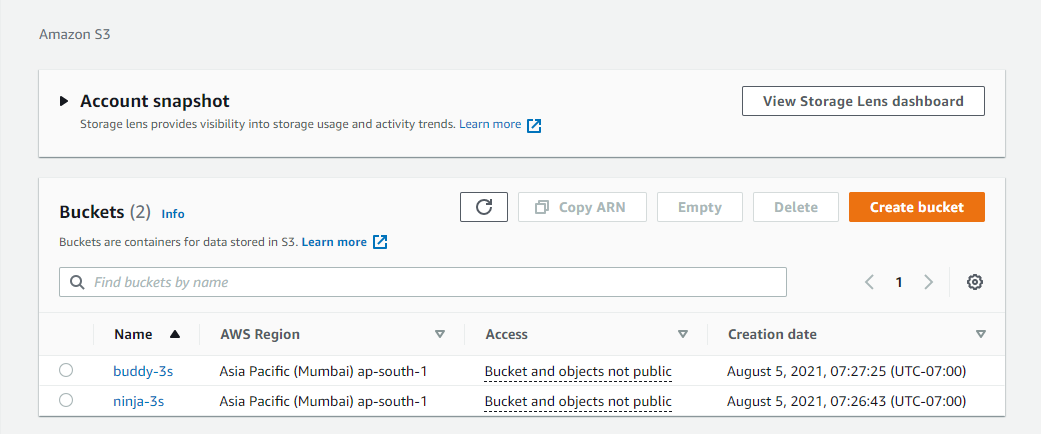 Amazon S3
Account snapshot
View Storage Lens dashboard
Storage lens provides visibility into storage usage and activity trends. Learn more
Buckets (2) Info
Copy ARN
Empty
Delete
Create bucket
Buckets are containers for data stored in S3. Learn more
Find buckets by name
1
Name AWS Region Access Creation date
buddy-3s Asia Pacific (Mumbai) ap-south-1 Bucket and objects not public August 5, 2021, 07:27:25 (UTC-07:00)
ninja-3s Asia Pacific (Mumbai) ap-south-1 Bucket and objects not public August 5, 2021, 07:26:43 (UTC-07:00)